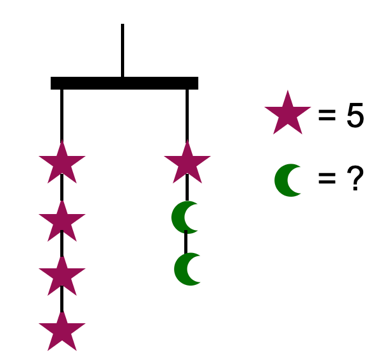 = 5
= ?